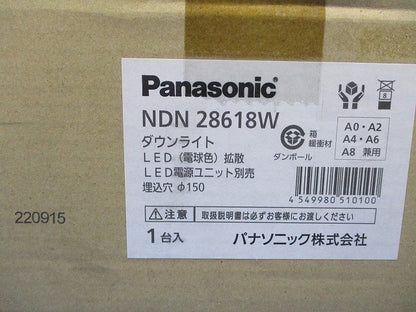 Panasonic
NDN 28618W
ダウンライト
LED（電球色）拡散
LED電源ユニット別売
埋込穴 φ150
箱
緩衝材
ダンボール
8
A0・A2
A4・A6
A8 兼用
4 549980 510100
注意 取扱説明書は必ずお客様にお渡しください。
1台入
パナソニック株式会社
220915